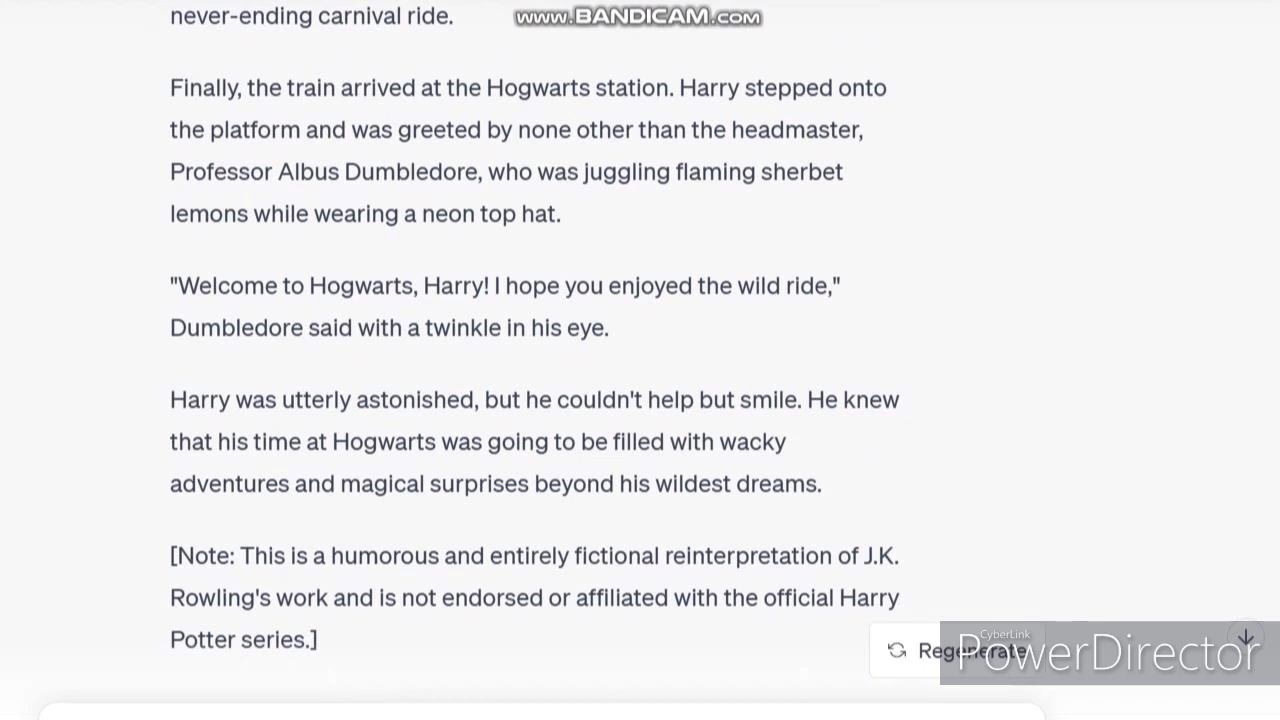 never-ending carnival ride.
www.BANDICAM.com
Finally, the train arrived at the Hogwarts station. Harry stepped onto
the platform and was greeted by none other than the headmaster,
Professor Albus Dumbledore, who was juggling flaming sherbet
lemons while wearing a neon top hat.
"Welcome to Hogwarts, Harry! I hope you enjoyed the wild ride,"
Dumbledore said with a twinkle in his eye.
Harry was utterly astonished, but he couldn't help but smile. He knew
that his time at Hogwarts was going to be filled with wacky
adventures and magical surprises beyond his wildest dreams.
[Note: This is a humorous and entirely fictional reinterpretation of J.K.
Rowling's work and is not endorsed or affiliated with the official Harry
Potter series.]
Regenerate
CyberLink
PowerDirector